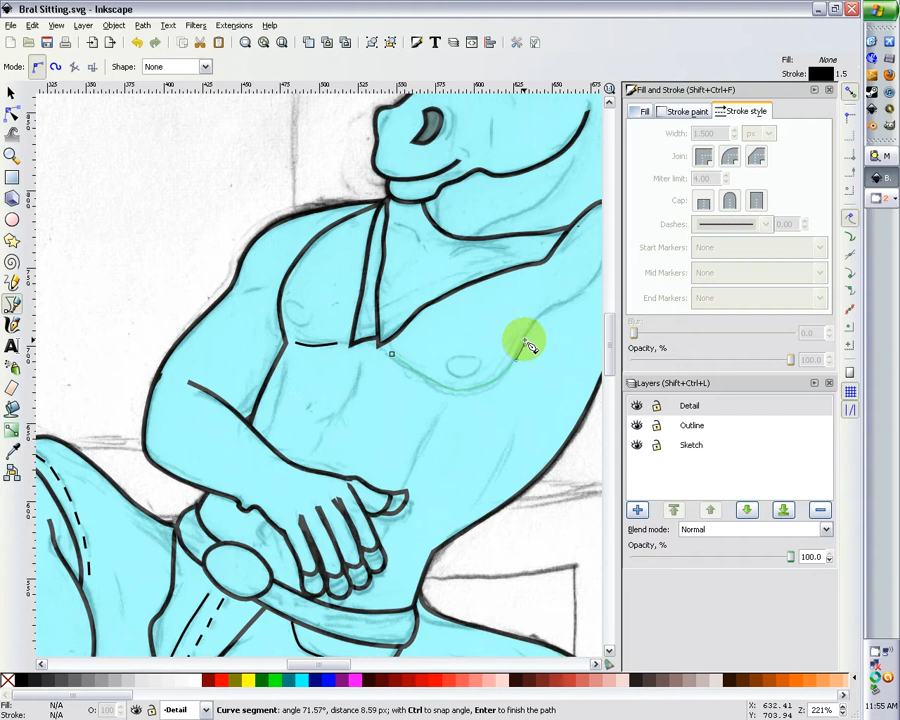 Bral Sitting.svg - Inkscape
File Edit View Layer Object Path Text Filters Extensions Help
Mode: Shape: None
Fill: None
Stroke: 1.5
Fill and Stroke (Shift+Ctrl+F)
Fill Stroke paint Stroke style
Width: 1.500 px
Join:
Miter limit: 4.00
Cap:
Dashes: 0.00
Start Markers: None
Mid Markers: None
End Markers: None
Blur: 0.0
Opacity, % 100.0
Layers (Shift+Ctrl+L)
Detail
Outline
Sketch
Blend mode: Normal
Opacity, % 100.0
Fill: N/A
Stroke: N/A
O: 100
-Detail
Curve segment: angle 71.57°, distance 8.59 px; with Ctrl to snap angle, Enter to finish the path
X: 632.41
Y: 703.94
Z: 221%
start
M
B.
2
11:55 AM